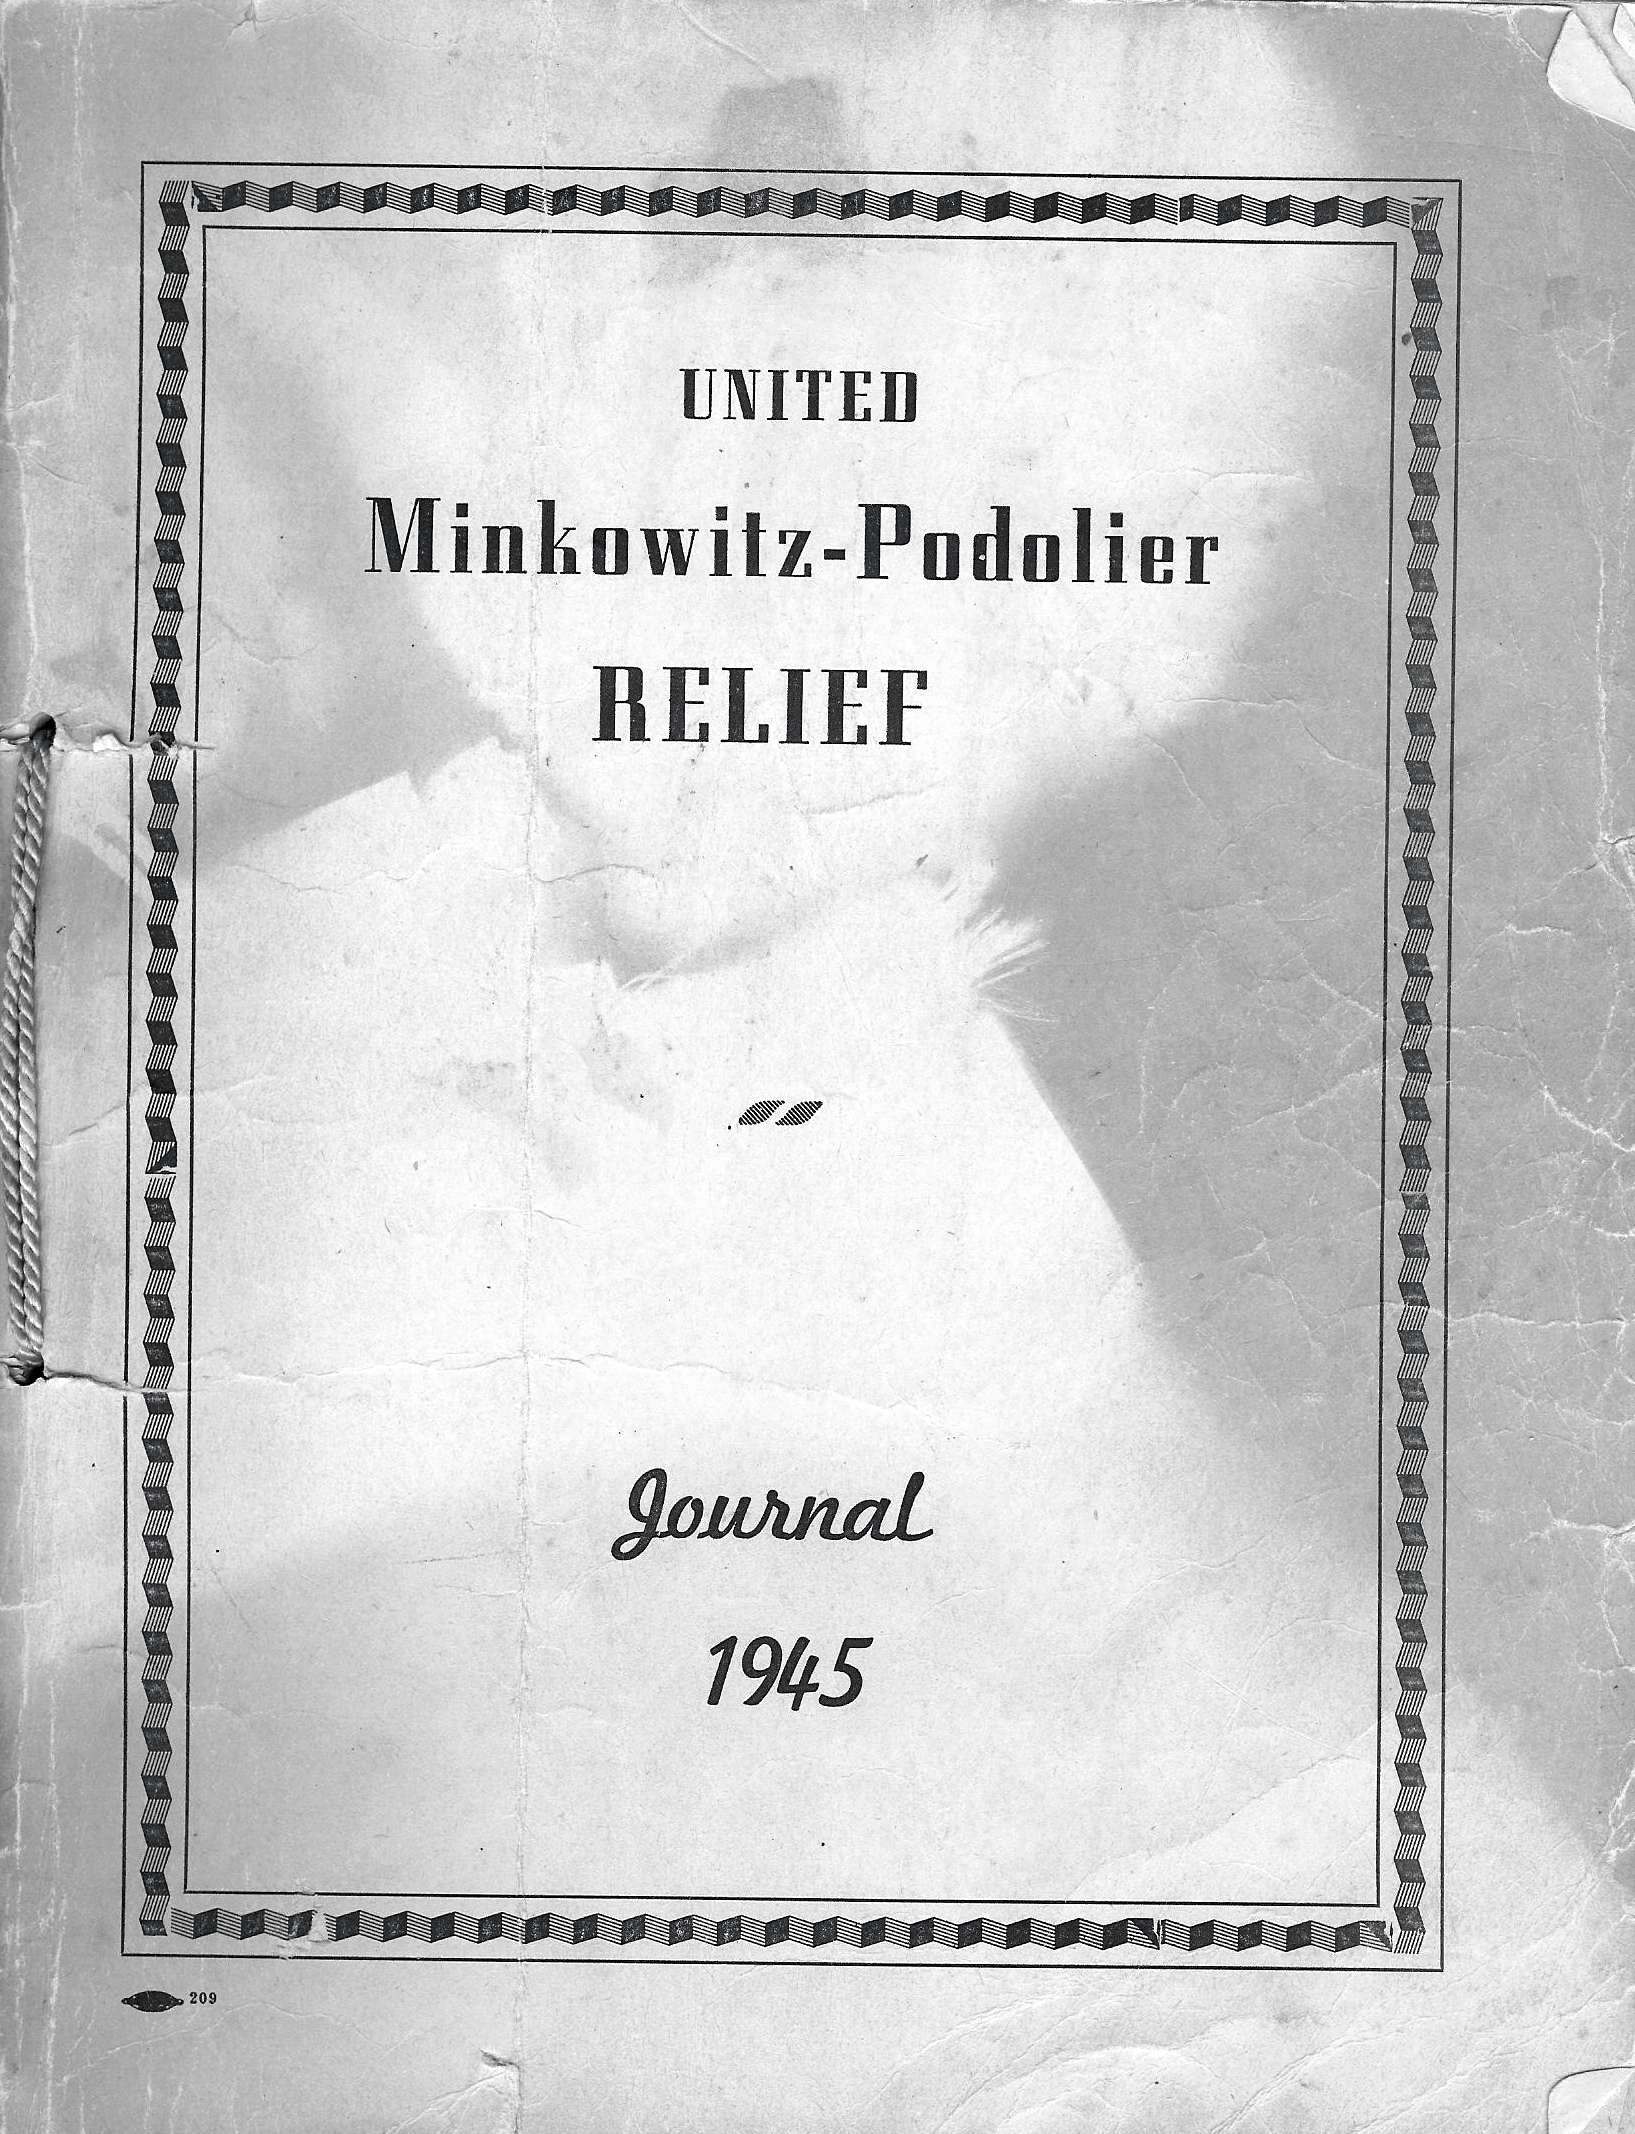 UNITED
Minkowitz-Podolier
RELIEF
Journal
1945
209